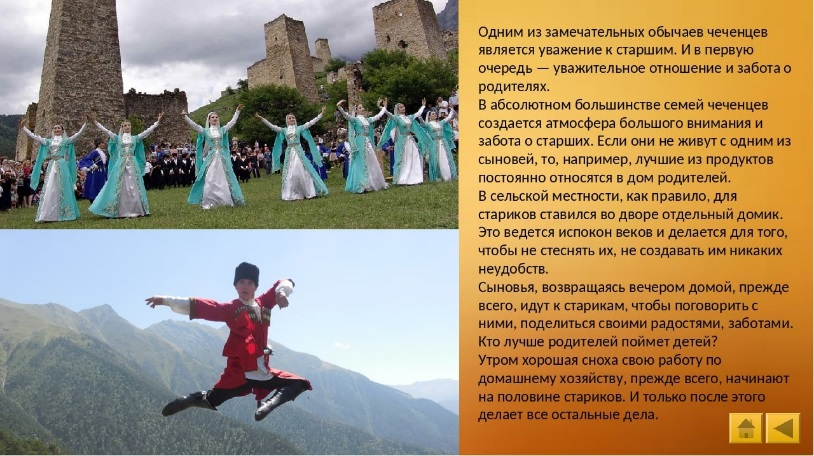 Одним из замечательных обычаев чеченцев
является уважение к старшим. И в первую
очередь — уважительное отношение и забота о
родителях.
В абсолютном большинстве семей чеченцев
создается атмосфера большого внимания и
забота о старших. Если они не живут с одним из
сыновей, то, например, лучшие из продуктов
постоянно относятся в дом родителей.
В сельской местности, как правило, для
стариков ставился во дворе отдельный домик.
Это ведется испокон веков и делается для того,
чтобы не стеснять их, не создавать им никаких
неудобств.
Сыновья, возвращаясь вечером домой, прежде
всего, идут к старикам, чтобы поговорить с
ними, поделиться своими радостями, заботами.
Кто лучше родителей поймет детей?
Утром хорошая сноха свою работу по
домашнему хозяйству, прежде всего, начинают
на половине стариков. И только после этого
делает все остальные дела.